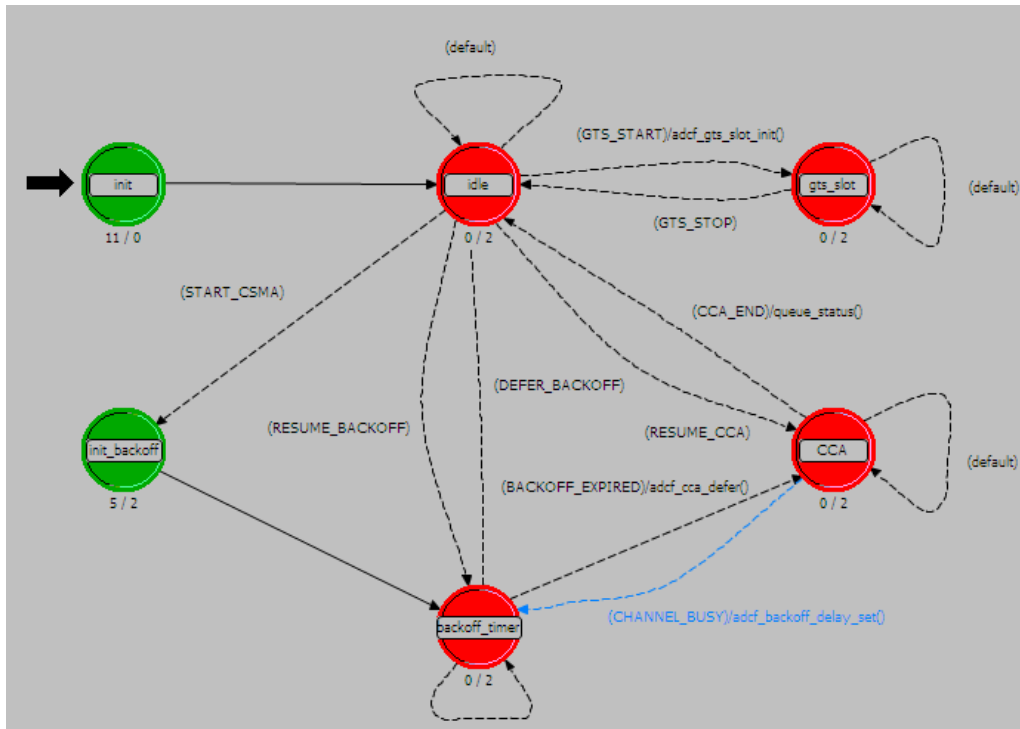 (default)
(GTS_START)/adcf_gts_slot_init()
init
idle
gts_slot
(default)
11 / 0
0 / 2
(GTS_STOP)
0 / 2
(START_CSMA)
(CCA_END)/queue_status()
(DEFER_BACKOFF)
(RESUME_BACKOFF)
(RESUME_CCA)
init_backoff
CCA
(default)
(BACKOFF_EXPIRED)/adcf_cca_defer()
5 / 2
0 / 2
(CHANNEL_BUSY)/adcf_backoff_delay_set()
backoff_timer
0 / 2